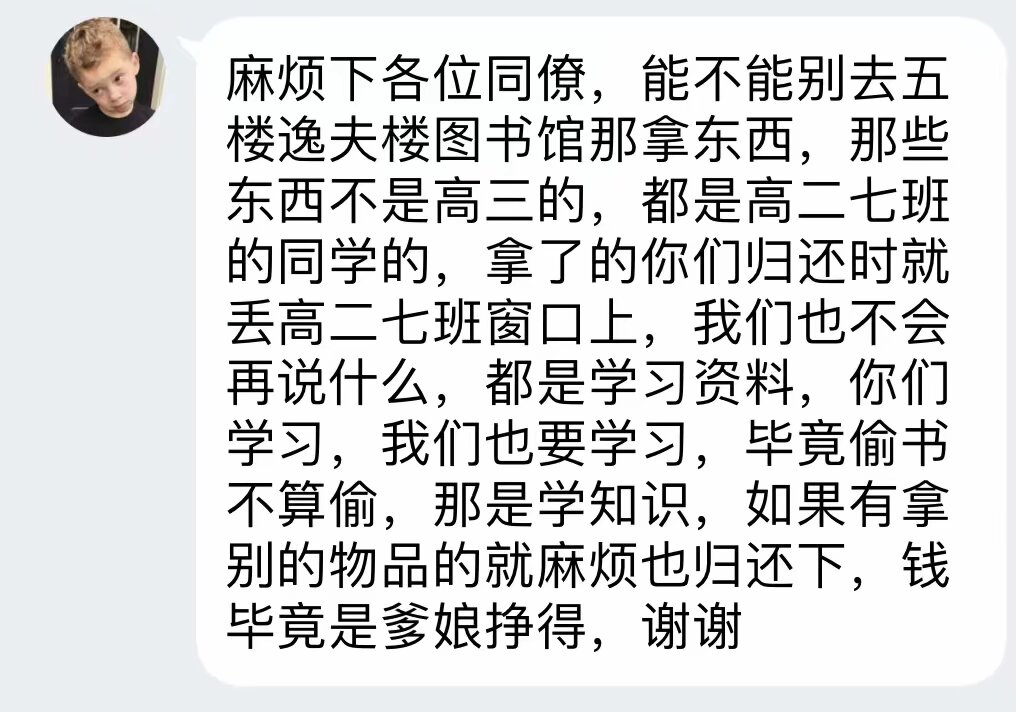 麻烦下各位同僚，能不能别去五
楼逸夫楼图书馆那拿东西，那些
东西不是高三的，都是高二七班
的同学的，拿了的你们归还时就
丢高二七班窗口上，我们也不会
再说什么，都是学习资料，你们
学习，我们也要学习，毕竟偷书
不算偷，那是学知识，如果有拿
别的物品的就麻烦也归还下，钱
毕竟是爹娘挣得，谢谢